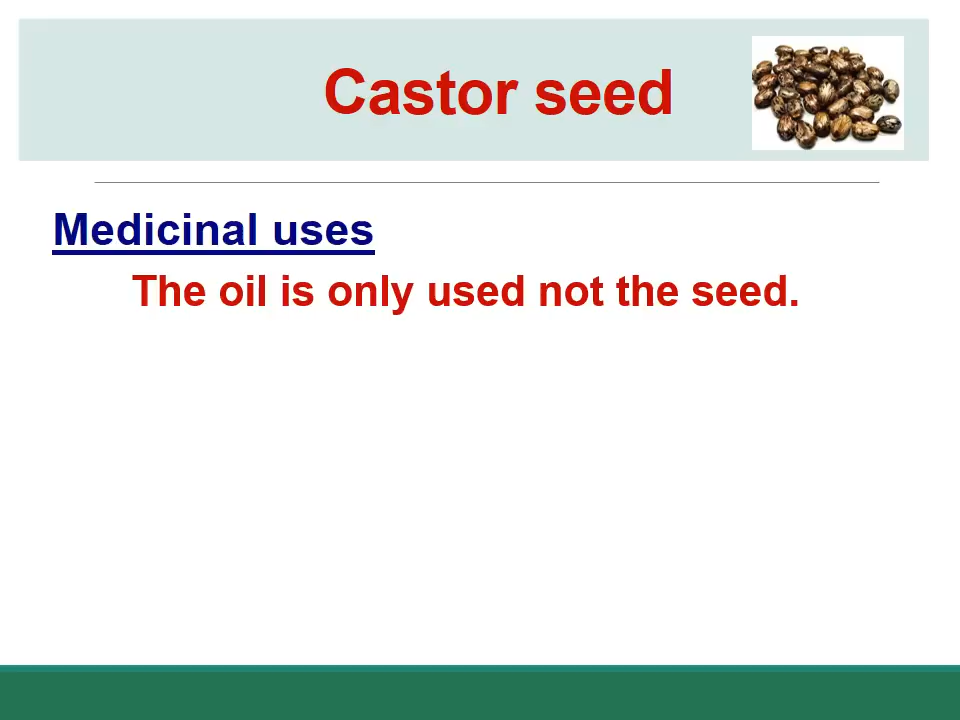 Castor seed
Medicinal uses
The oil is only used not the seed.